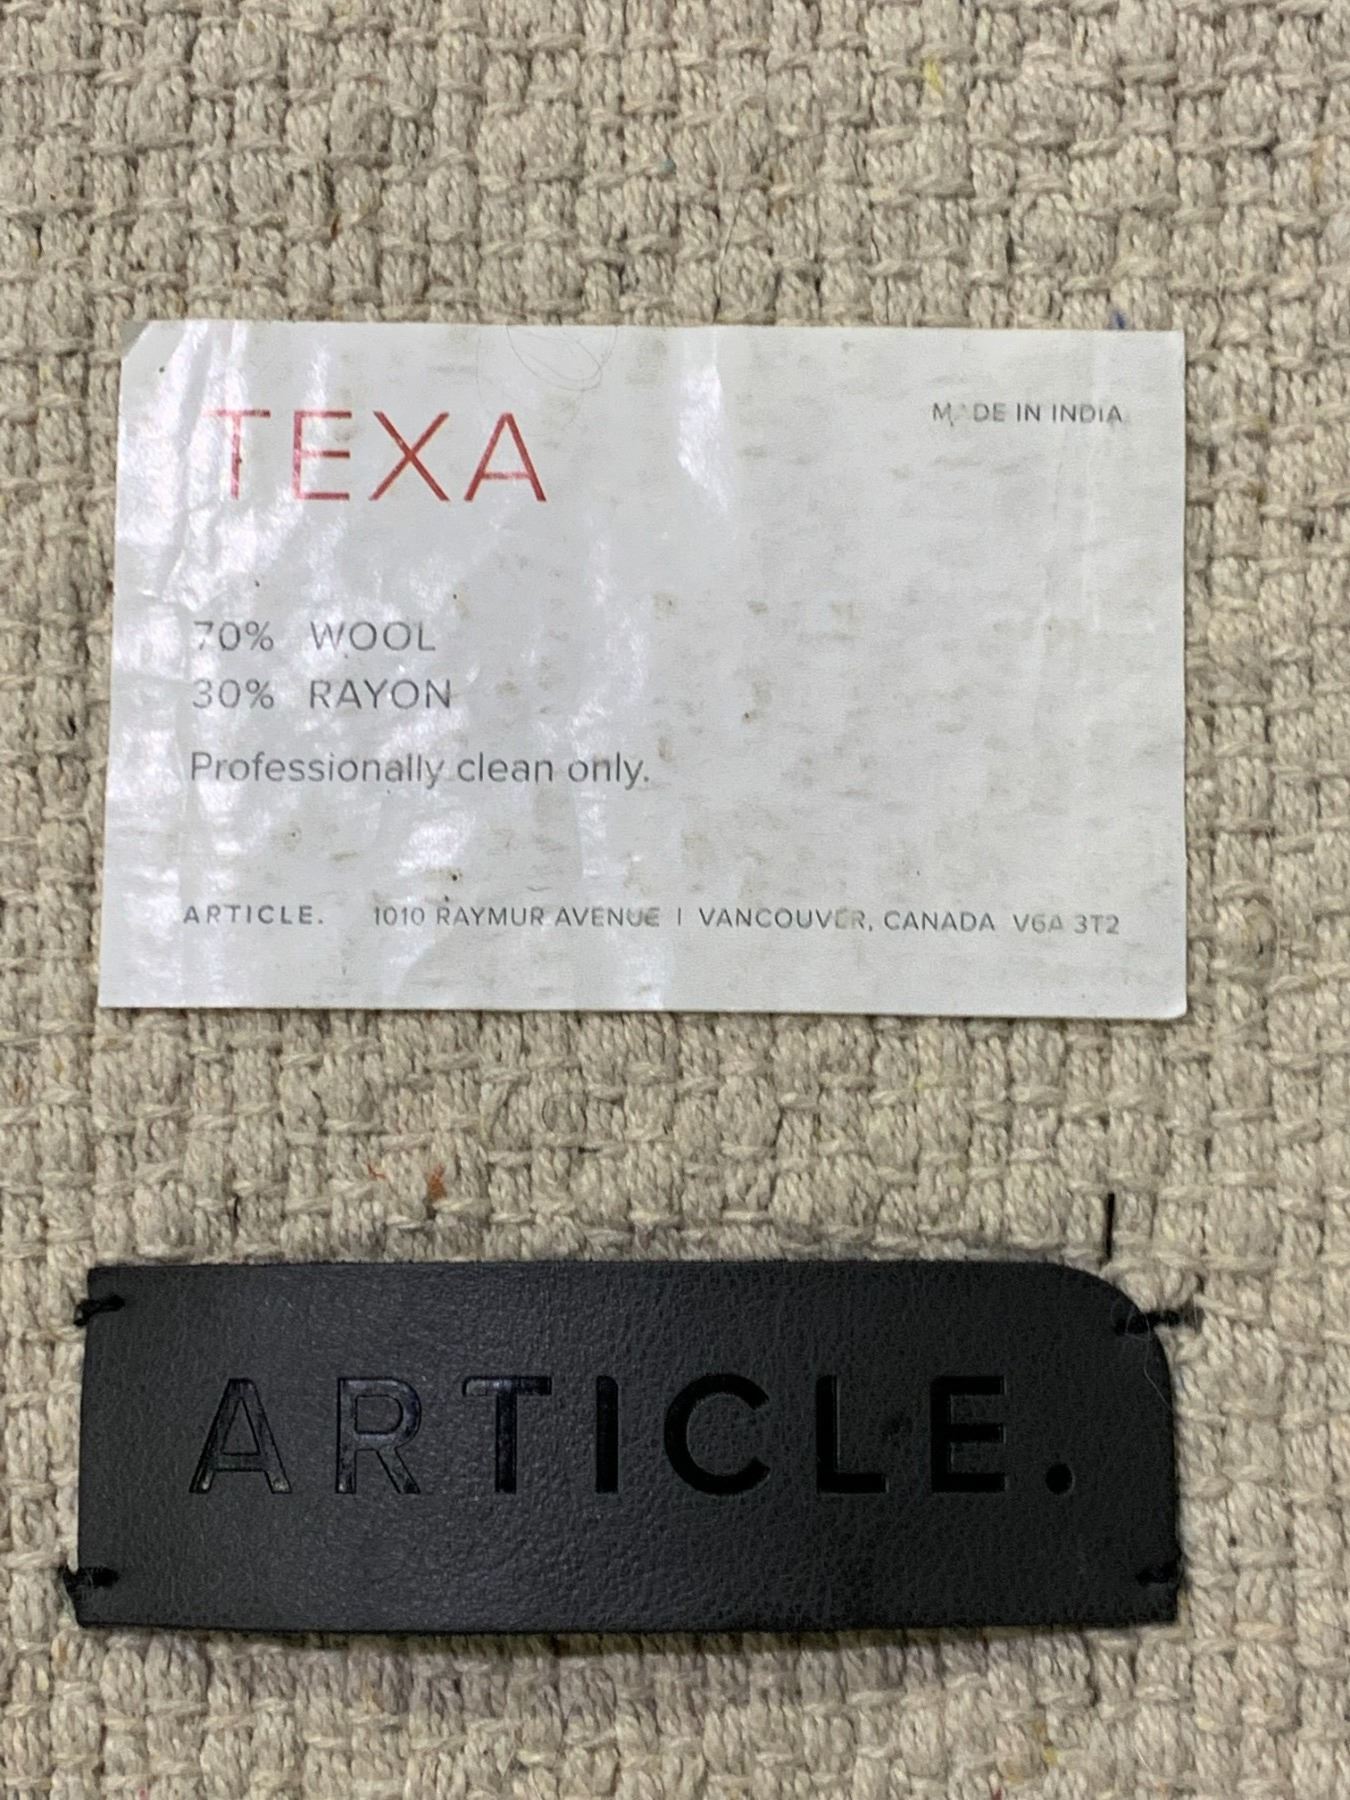 TEXA
MADE IN INDIA
70% WOOL
30% RAYON
Professionally clean only.
ARTICLE. 1010 RAYMUR AVENUE | VANCOUVER, CANADA V6A 3T2
ARTICLE.